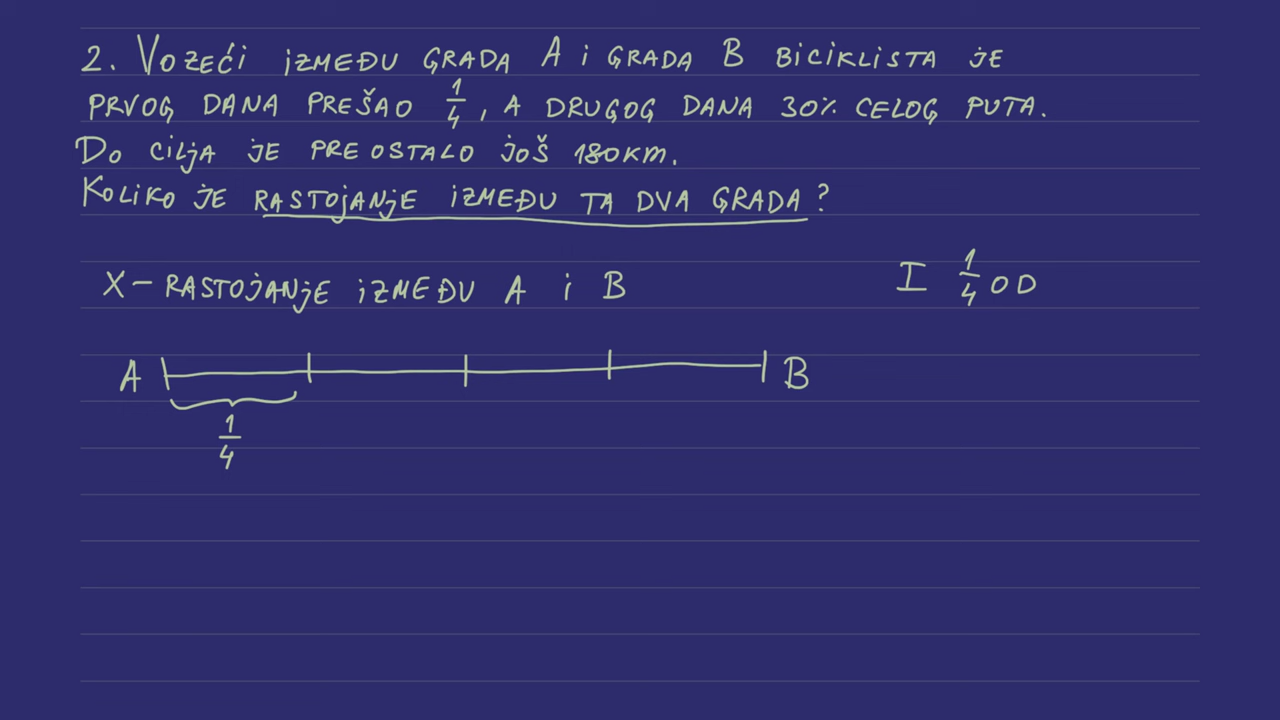 2. Vozeći između grada A i grada B biciklista je
prvog dana prešao 1/4, a drugog dana 30% celog puta.
Do cilja je preostalo još 180km.
Koliko je rastojanje između ta dva grada?
X - rastojanje između A i B
I 1/4 od
A B
1/4